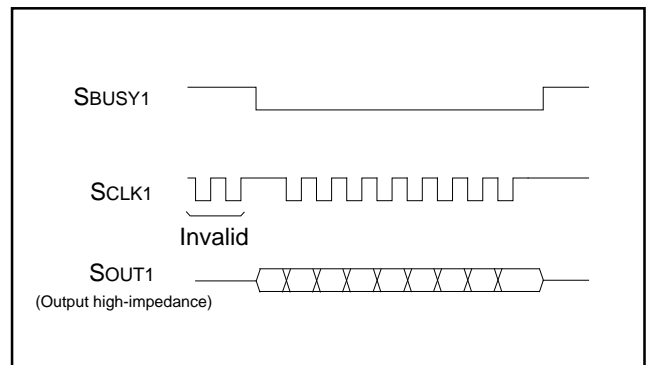 SBUSY1
SCLK1
Invalid
SOUT1
(Output high-impedance)